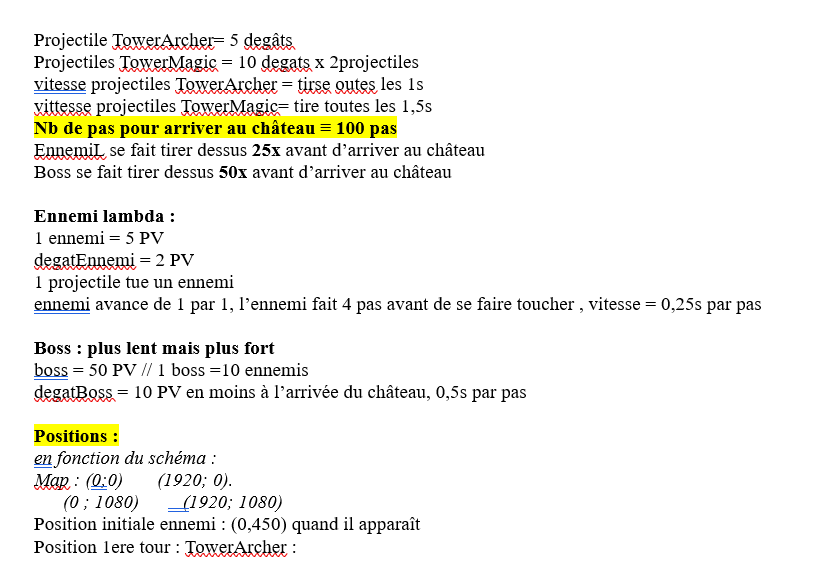 Projectile TowerArcher= 5 degâts
Projectiles TowerMagic = 10 degats x 2projectiles
vitesse projectiles TowerArcher = tirse outes les 1s
vittesse projectiles TowerMagic= tire toutes les 1,5s
Nb de pas pour arriver au château = 100 pas
EnnemiL se fait tirer dessus 25x avant d’arriver au château
Boss se fait tirer dessus 50x avant d’arriver au château
Ennemi lambda :
1 ennemi = 5 PV
degatEnnemi = 2 PV
1 projectile tue un ennemi
ennemi avance de 1 par 1, l’ennemi fait 4 pas avant de se faire toucher , vitesse = 0,25s par pas
Boss : plus lent mais plus fort
boss = 50 PV // 1 boss =10 ennemis
degatBoss = 10 PV en moins à l’arrivée du château, 0,5s par pas
Positions :
en fonction du schéma :
Map : (0;0) (1920; 0).
(0 ; 1080) (1920; 1080)
Position initiale ennemi : (0,450) quand il apparaît
Position 1ere tour : TowerArcher :